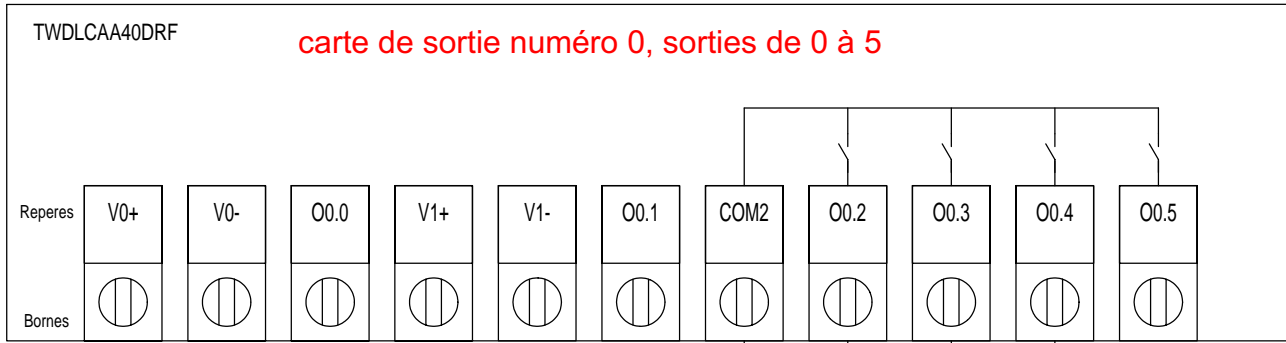 TWDLCAA40DRF
carte de sortie numéro 0, sorties de 0 à 5
Reperes V0+ V0- O0.0 V1+ V1- O0.1 COM2 O0.2 O0.3 O0.4 O0.5
Bornes